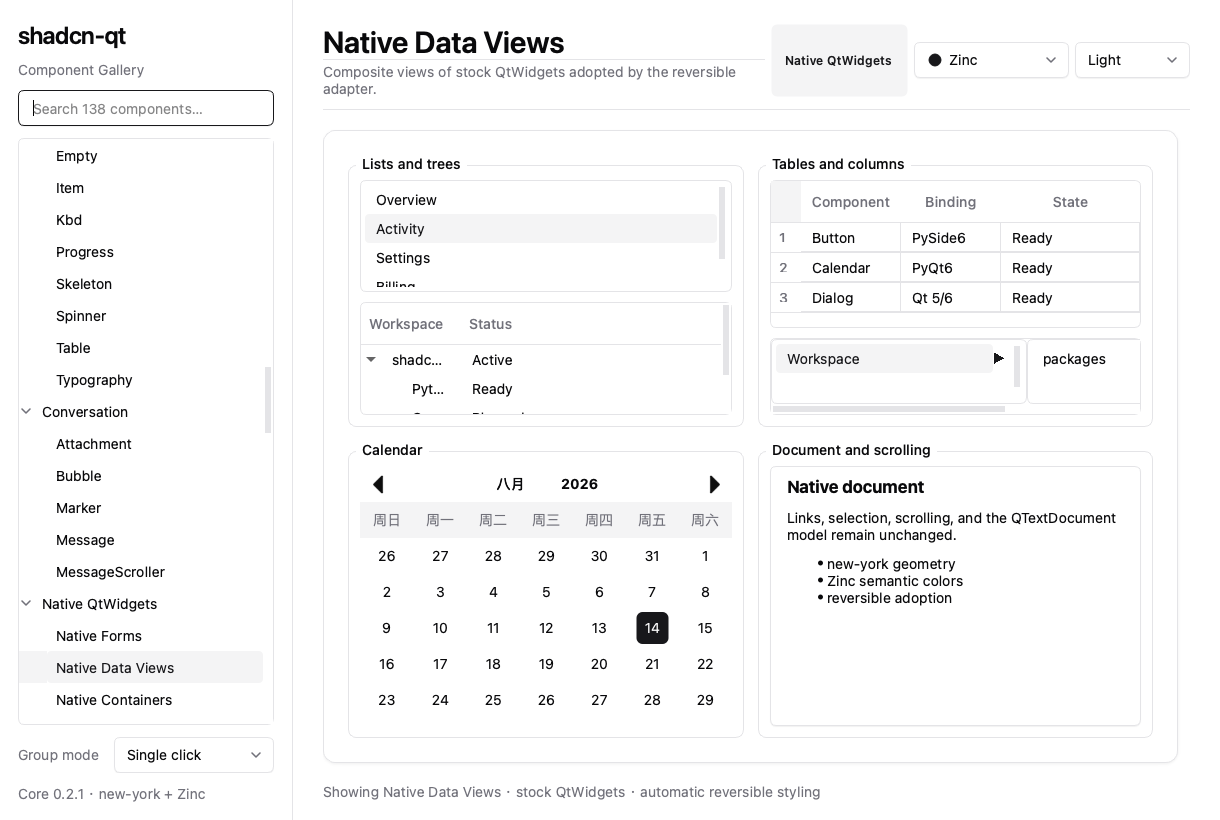 shadcn-qt
Component Gallery
Search 138 components...
Empty
Item
Kbd
Progress
Skeleton
Spinner
Table
Typography
Conversation
Attachment
Bubble
Marker
Message
MessageScroller
Native QtWidgets
Native Forms
Native Data Views
Native Containers
Group mode
Single click
Core 0.2.1 · new-york + Zinc
Native Data Views
Composite views of stock QtWidgets adopted by the reversible
adapter.
Native QtWidgets
Zinc
Light
Lists and trees
Overview
Activity
Settings
Billing
Workspace Status
shadc... Active
Pyt... Ready
Tables and columns
Component Binding State
1 Button PySide6 Ready
2 Calendar PyQt6 Ready
3 Dialog Qt 5/6 Ready
Workspace
packages
Calendar
八月 2026
周日 周一 周二 周三 周四 周五 周六
26 27 28 29 30 31 1
2 3 4 5 6 7 8
9 10 11 12 13 14 15
16 17 18 19 20 21 22
23 24 25 26 27 28 29
Document and scrolling
Native document
Links, selection, scrolling, and the QTextDocument
model remain unchanged.
• new-york geometry
• Zinc semantic colors
• reversible adoption
Showing Native Data Views · stock QtWidgets · automatic reversible styling